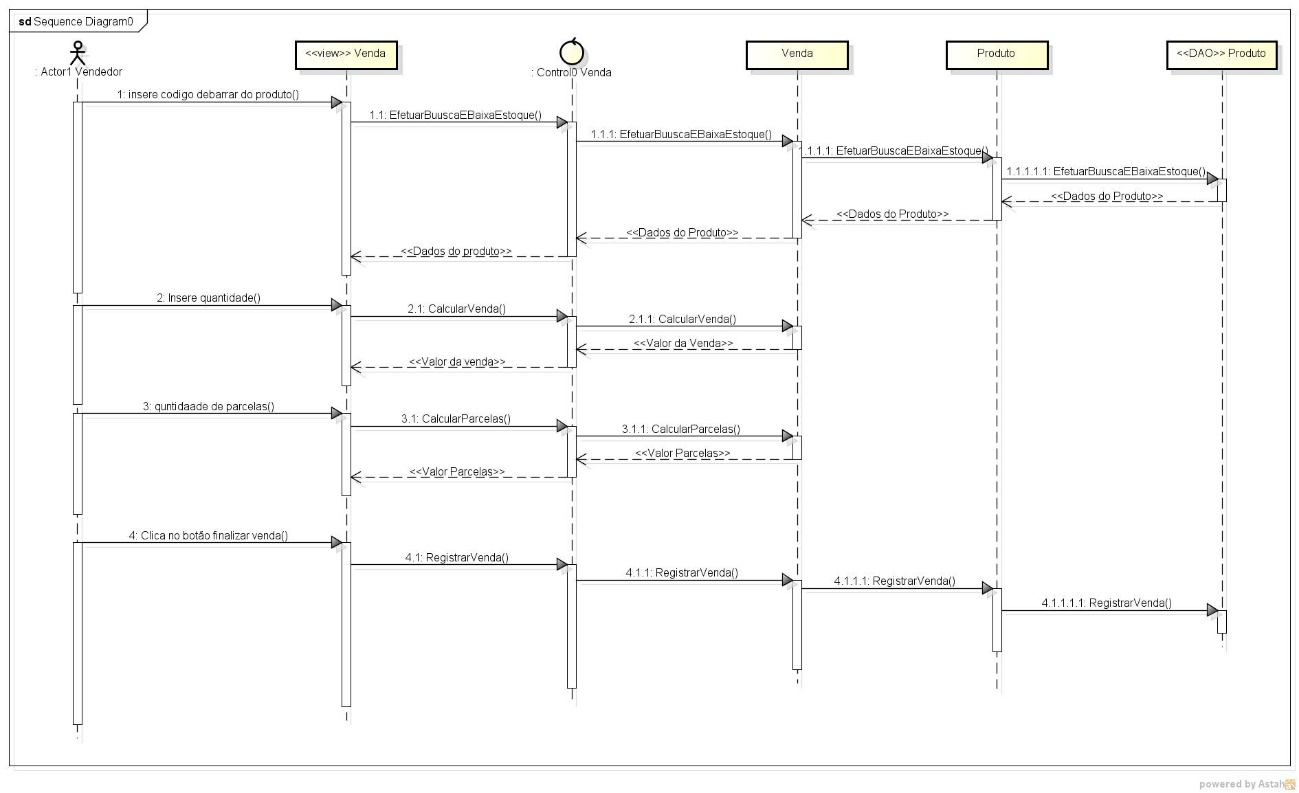 sd Sequence Diagram0
: Actor1 Vendedor
<<view>> Venda
: Control0 Venda
Venda
Produto
<<DAO>> Produto
1: insere codigo debarrar do produto()
1.1: EfetuarBuuscaEBaixaEstoque()
1.1.1: EfetuarBuuscaEBaixaEstoque()
1.1.1: EfetuarBuuscaEBaixaEstoque()
1.1.1.1.1: EfetuarBuuscaEBaixaEstoque()
<<Dados do Produto>>
<<Dados do Produto>>
<<Dados do Produto>>
<<Dados do produto>>
2: Insere quantidade()
2.1: CalcularVenda()
2.1.1: CalcularVenda()
<<Valor da Venda>>
<<Valor da venda>>
3: quntidaade de parcelas()
3.1: CalcularParcelas()
3.1.1: CalcularParcelas()
<<Valor Parcelas>>
<<Valor Parcelas>>
4: Clica no botão finalizar venda()
4.1: RegistrarVenda()
4.1.1: RegistrarVenda()
4.1.1.1: RegistrarVenda()
4.1.1.1.1: RegistrarVenda()
powered by Astah